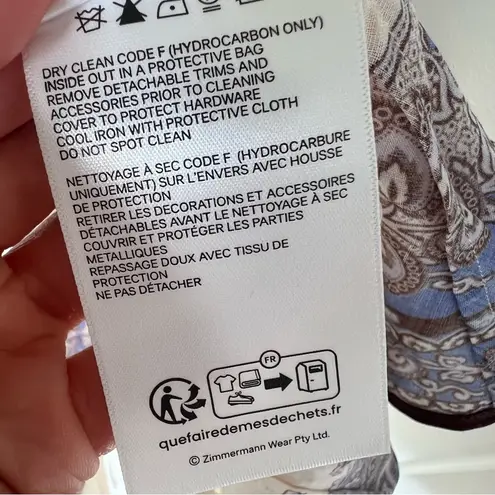 DRY CLEAN CODE F (HYDROCARBON ONLY)
INSIDE OUT IN A PROTECTIVE BAG
REMOVE DETACHABLE TRIMS AND
ACCESSORIES PRIOR TO CLEANING
COVER TO PROTECT HARDWARE
COOL IRON WITH PROTECTIVE CLOTH
DO NOT SPOT CLEAN
NETTOYAGE À SEC CODE F (HYDROCARBURE
UNIQUEMENT) SUR L'ENVERS AVEC HOUSSE
DE PROTECTION
RETIRER LES DECORATIONS ET ACCESSOIRES
DÉTACHABLES AVANT LE NETTOYAGE À SEC
COUVRIR ET PROTÉGER LES PARTIES
METALLIQUES
REPASSAGE DOUX AVEC TISSU DE
PROTECTION
NE PAS DÉTACHER
FR
quefairedemesdechets.fr
© Zimmermann Wear Pty Ltd.